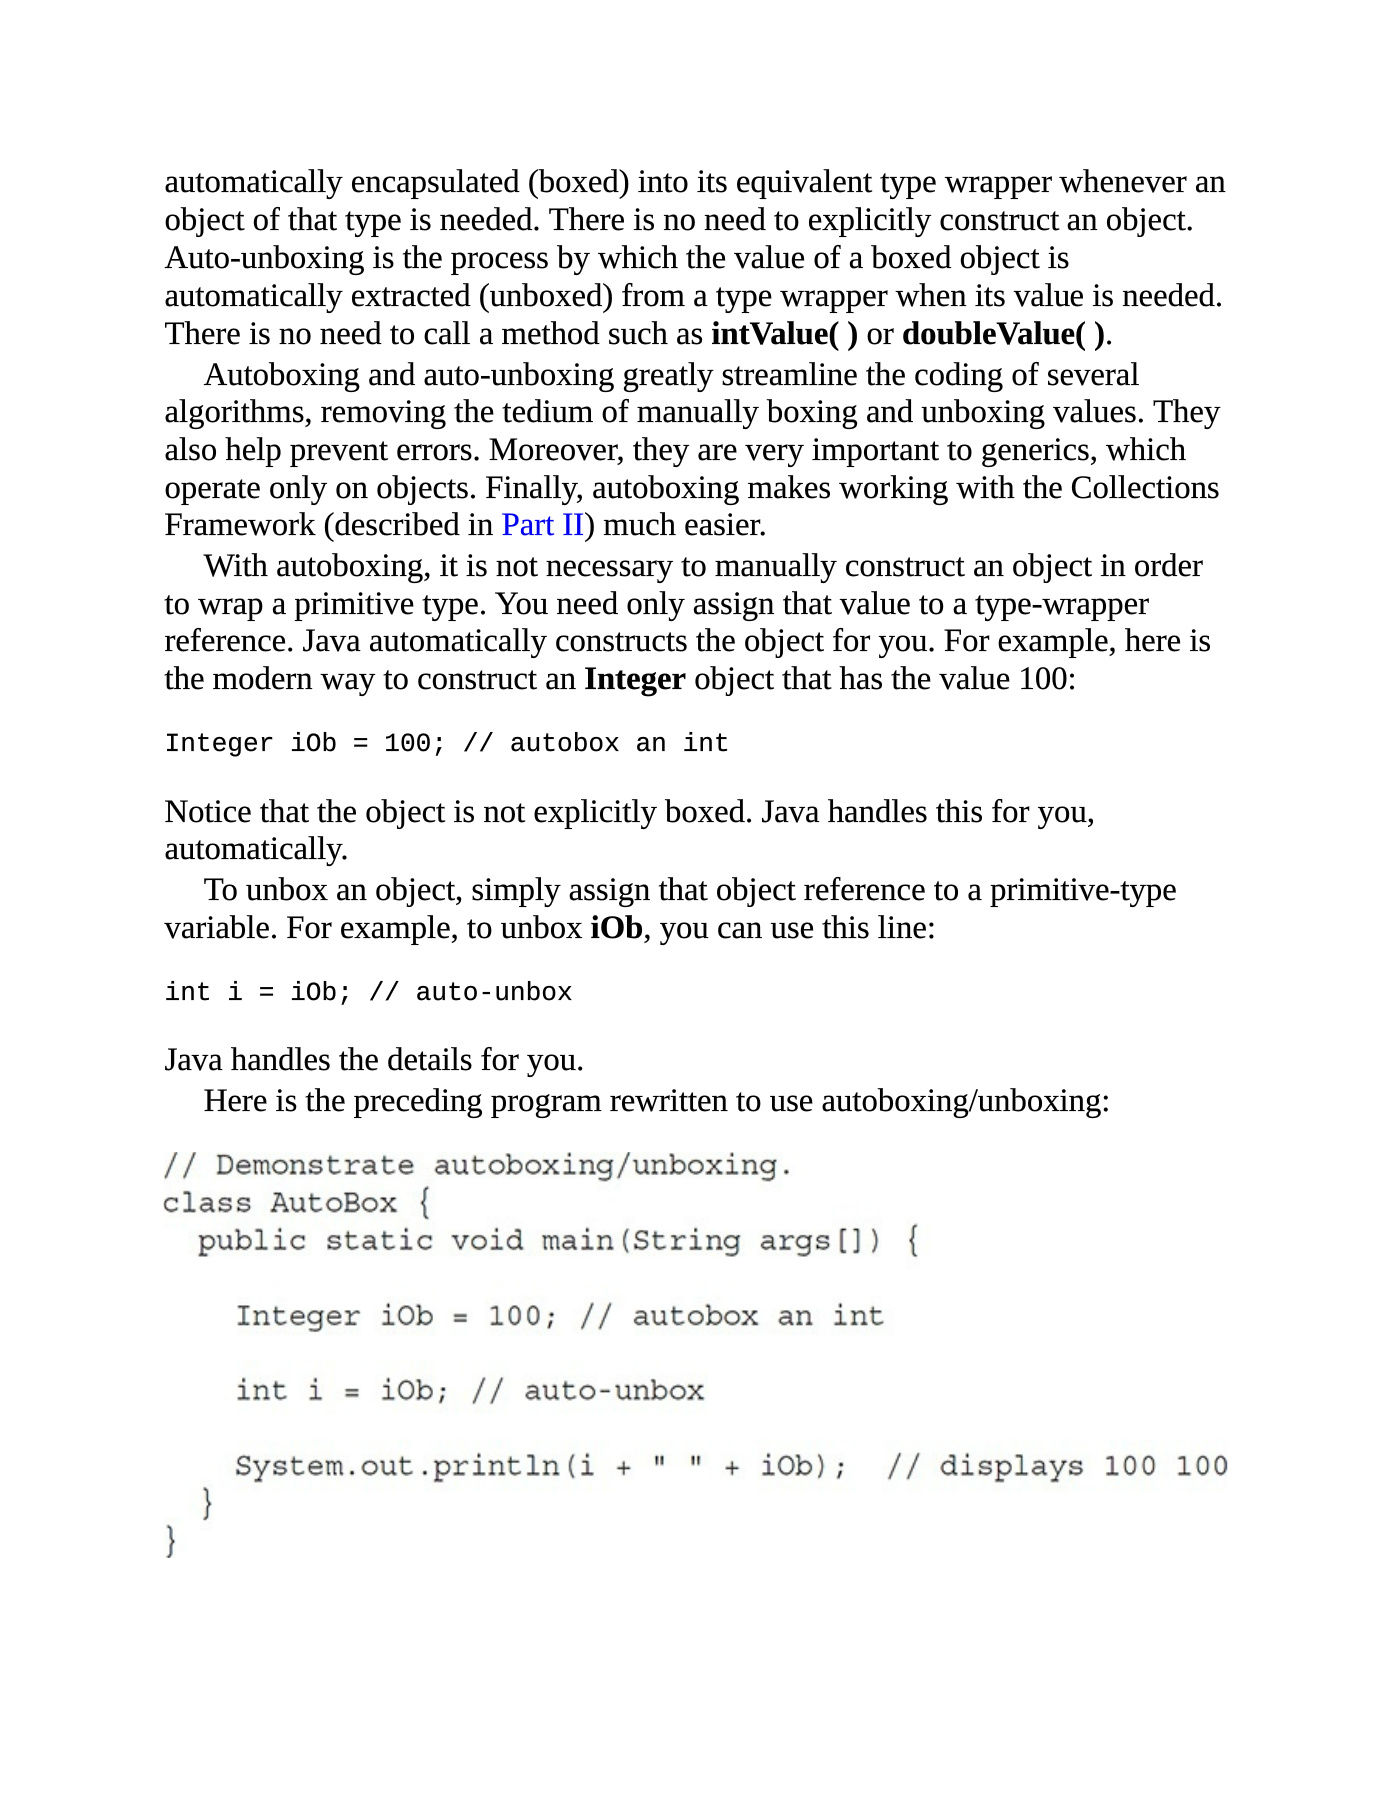 automatically encapsulated (boxed) into its equivalent type wrapper whenever an
object of that type is needed. There is no need to explicitly construct an object.
Auto-unboxing is the process by which the value of a boxed object is
automatically extracted (unboxed) from a type wrapper when its value is needed.
There is no need to call a method such as intValue( ) or doubleValue( ).
Autoboxing and auto-unboxing greatly streamline the coding of several
algorithms, removing the tedium of manually boxing and unboxing values. They
also help prevent errors. Moreover, they are very important to generics, which
operate only on objects. Finally, autoboxing makes working with the Collections
Framework (described in Part II) much easier.
With autoboxing, it is not necessary to manually construct an object in order
to wrap a primitive type. You need only assign that value to a type-wrapper
reference. Java automatically constructs the object for you. For example, here is
the modern way to construct an Integer object that has the value 100:
Integer iOb = 100; // autobox an int
Notice that the object is not explicitly boxed. Java handles this for you,
automatically.
To unbox an object, simply assign that object reference to a primitive-type
variable. For example, to unbox iOb, you can use this line:
int i = iOb; // auto-unbox
Java handles the details for you.
Here is the preceding program rewritten to use autoboxing/unboxing:
// Demonstrate autoboxing/unboxing.
class AutoBox {
  public static void main(String args[]) {
    Integer iOb = 100; // autobox an int
    int i = iOb; // auto-unbox
    System.out.println(i + " " + iOb);  // displays 100 100
  }
}